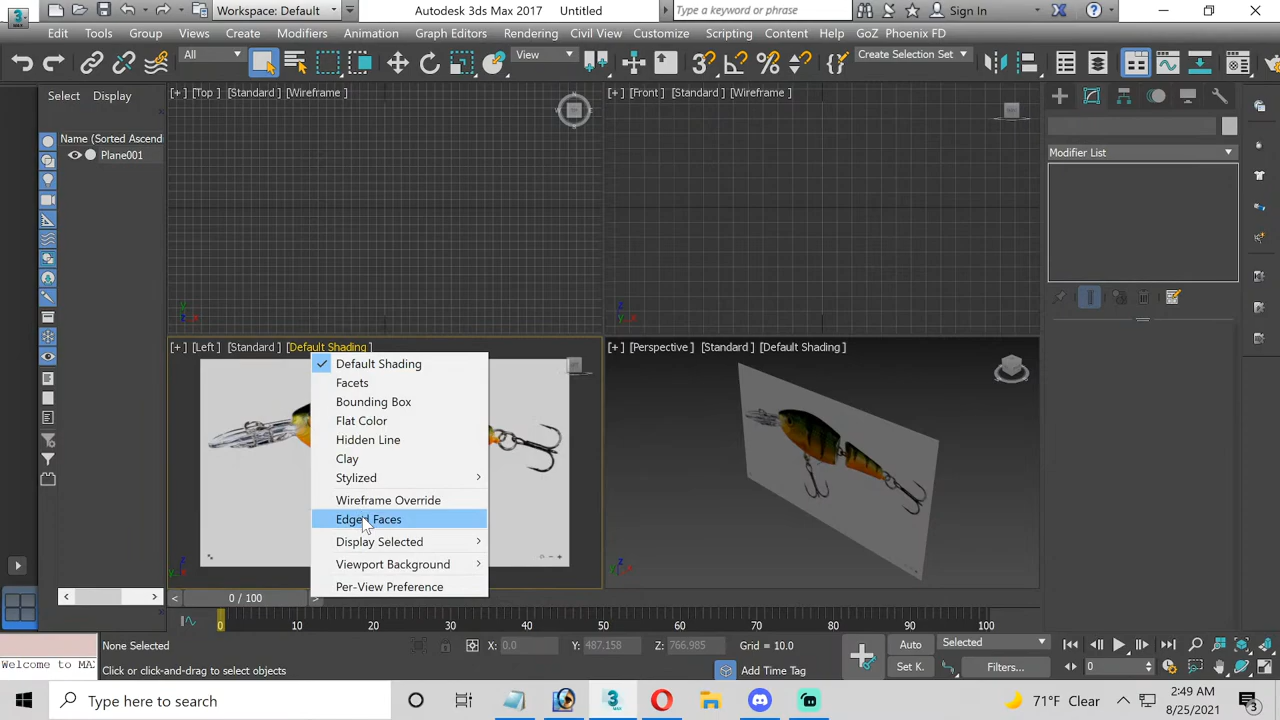 Workspace: Default
Autodesk 3ds Max 2017 Untitled
Type a keyword or phrase
Sign In
Edit Tools Group Views Create Modifiers Animation Graph Editors Rendering Civil View Customize Scripting Content Help GoZ Phoenix FD
All
View
Create Selection Set
Select Display
Name (Sorted Ascend
Plane001
[+] [Top] [Standard] [Wireframe]
[+] [Front] [Standard] [Wireframe]
Modifier List
[+] [Left] [Standard] [Default Shading]
[+] [Perspective] [Standard] [Default Shading]
Default Shading
Facets
Bounding Box
Flat Color
Hidden Line
Clay
Stylized
Wireframe Override
Edged Faces
Display Selected
Viewport Background
Per-View Preference
0 / 100
0 10 20 30 40 50 60 70 80 90 100
None Selected
X: 0.0 Y: 487.158 Z: 766.985 Grid = 10.0
Auto
Selected
Welcome to MAX
Click or click-and-drag to select objects
Add Time Tag
Set K.
Filters...
0
Type here to search
71°F Clear
2:49 AM
8/25/2021
3